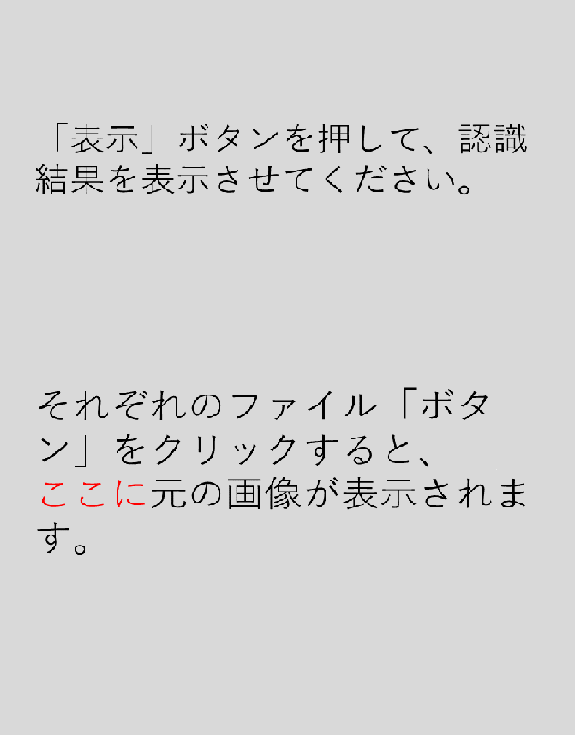 「表示」ボタンを押して、認識
結果を表示させてください。
それぞれのファイル「ボタ
ン」をクリックすると、
ここに元の画像が表示されま
す。